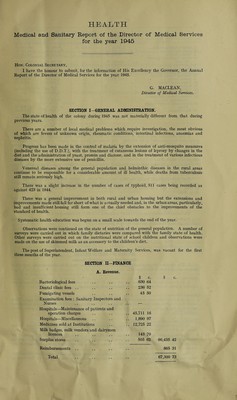 HEALTH
Medical and Sanitary Report of the Director of Medical Services
for the year 1945
Hon. Colonial Secretary,
I have the honour to submit, for the information of His Excellency the Governor, the Annual
Report of the Director of Medical Services for the year 1945.
G. MACLEAN,
Director of Medical Services.
SECTION I—GENERAL ADMINISTRATION.
The state of health of the colony during 1945 was not materially different from that during
previous years.
There are a number of local medical problems which require investigation, the most obvious
of which are fevers of unknown origin, rheumatic conditions, intestinal infections, anaemias and
nephritis.
Progress has been made in the control of malaria by the extension of anti-mosquito measures
(including the use of D.D.T.), with the treatment of cutaneous lesions of leprosy by changes in the
diet and the administration of yeast, protein and thiamin, and in the treatment of various infectious
diseases by the more extensive use of penicillin.
Venereal diseases among the general population and industrial diseases in the rural areas
continue to be responsible for a considerable amount of ill health, while deaths from tuberculosis
still remain seriously high.
There was a slight increase in the number of cases of typhoid, 511 cases being recorded as
against 428 in 1944.
There was a general improvement in both rural and urban housing but the extensions and
improvements made still fall far short of what is actually needed and, in the urban areas, particularly,
bad and insufficient housing still form one of the chief obstacles to the improvements of the
standard of health.
Systematic health education was begun on a small scale towards the end of the year.
Observations were continued on the state of nutrition of the general population. A number of
surveys were carried out in which family dietaries were compared with the family state of health.
Other surveys were carried out on the nutritional state of school children and observations were
made on the use of skimmed milk as an accessory to the children's diet.
The post of Superintendent, Infant Welfare and Maternity Services, was vacant for the first
three months of the year.
SECTION II—FINANCE
A. Revenue.
$ c. $ c.
Bacteriological fees
Dental clinic fees
Fumigating vessels
Examination fees: Sanitary Inspectors and
Nurses
Hospitals—Maintenance of patients and
operation charges
Hospitals—Miscellaneous
Medicine sold at Institutions
Milk badges, milk vendors and dairymen
licences
Surplus stores
Reimbursements
Total